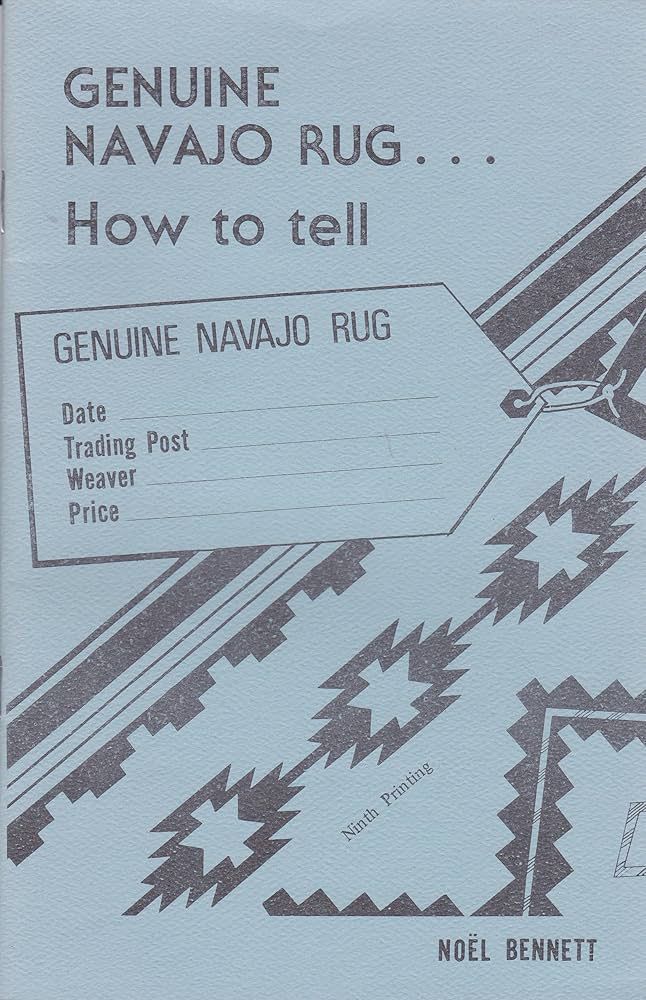 GENUINE
NAVAJO RUG...
How to tell
GENUINE NAVAJO RUG
Date
Trading Post
Weaver
Price
Ninth Printing
NOËL BENNETT